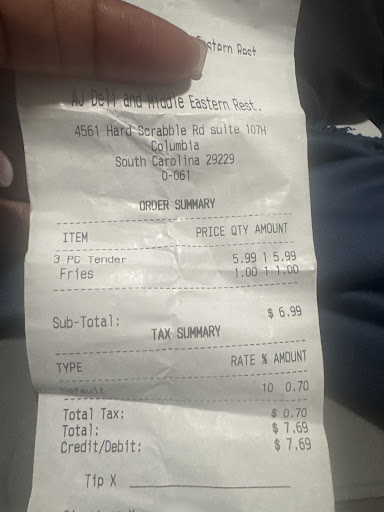 Eastern Rest
AJ Deli and Middle Eastern Rest..
4561 Hard Scrabble Rd suite 107H
Columbia
South Carolina 29229
O-061
ORDER SUMMARY
ITEM PRICE QTY AMOUNT
3 PC Tender 5.99 1 5.99
Fries 1.00 1 1.00
Sub-Total: $ 6.99
TAX SUMMARY
TYPE RATE % AMOUNT
Default 10 0.70
Total Tax: $ 0.70
Total: $ 7.69
Credit/Debit: $ 7.69
Tip X